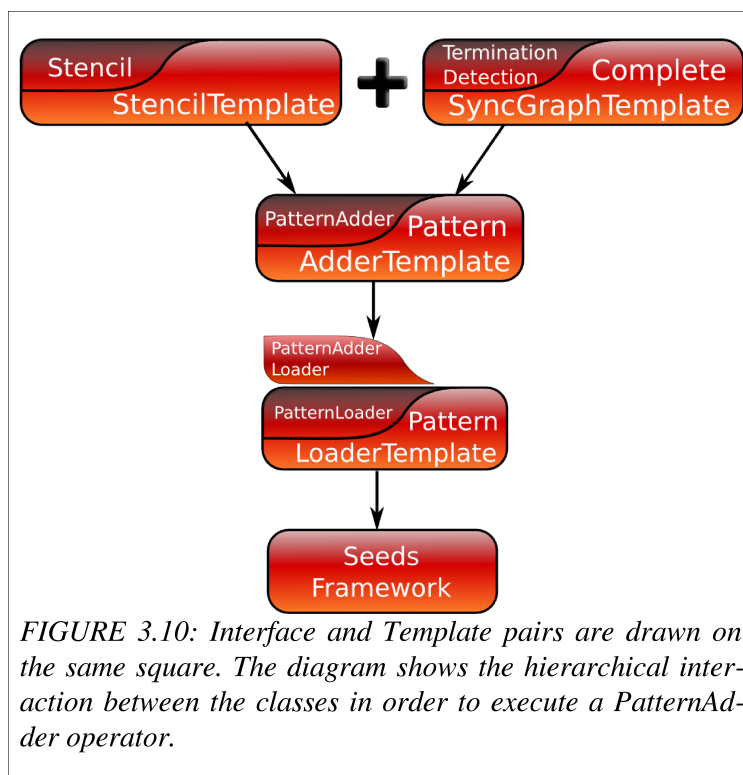 Stencil
StencilTemplate
Termination
Detection
Complete
SyncGraphTemplate
PatternAdder
Pattern
AdderTemplate
PatternAdder
Loader
PatternLoader
Pattern
LoaderTemplate
Seeds
Framework
FIGURE 3.10: Interface and Template pairs are drawn on
the same square. The diagram shows the hierarchical inter-
action between the classes in order to execute a PatternAd-
der operator.